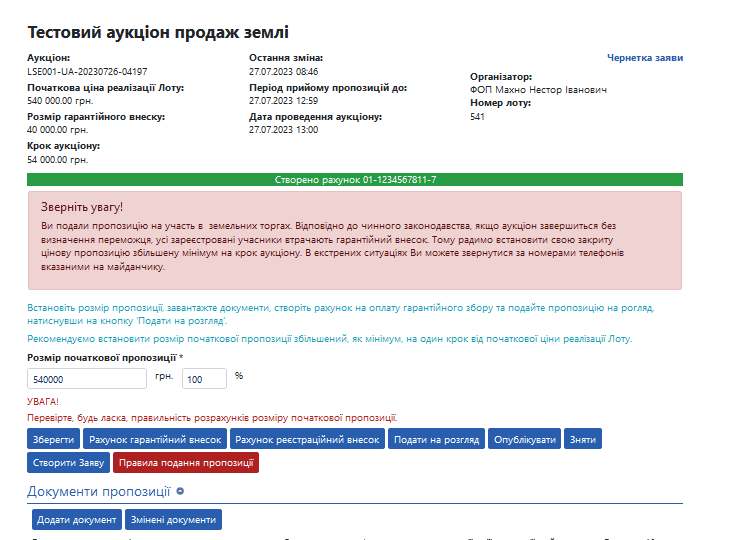 Тестовий аукціон продаж землі
Аукціон:
LSE001-UA-20230726-04197
Початкова ціна реалізації Лоту:
540 000.00 грн.
Розмір гарантійного внеску:
40 000.00 грн.
Крок аукціону:
54 000.00 грн.
Остання зміна:
27.07.2023 08:46
Період прийому пропозицій до:
27.07.2023 12:59
Дата проведення аукціону:
27.07.2023 13:00
Чернетка заяви
Організатор:
ФОП Махно Нестор Іванович
Номер лоту:
541
Створено рахунок 01-1234567811-7
Зверніть увагу!
Ви подали пропозицію на участь в земельних торгах. Відповідно до чинного законодавства, якщо аукціон завершиться без
визначення переможця, усі зареєстровані учасники втрачають гарантійний внесок. Тому радимо встановити свою закриту
цінову пропозицію збільшену мінімум на крок аукціону. В екстрених ситуаціях Ви можете звернутися за номерами телефонів
вказаними на майданчику.
Встановіть розмір пропозиції, завантажте документи, створіть рахунок на оплату гарантійного збору та подайте пропозицію на рогляд,
натиснувши на кнопку 'Подати на розгляд'.
Рекомендуємо встановити розмір початкової пропозиції збільшений, як мінімум, на один крок від початкової ціни реалізації Лоту.
Розмір початкової пропозиції *
540000 грн. 100 %
УВАГА!
Перевірте, будь ласка, правильність розрахунків розміру початкової пропозиції.
Зберегти Рахунок гарантійний внесок Рахунок реєстраційний внесок Подати на розгляд Опублікувати Зняти
Створити Заяву Правила подання пропозиції
Документи пропозиції
Додати документ Змінені документи